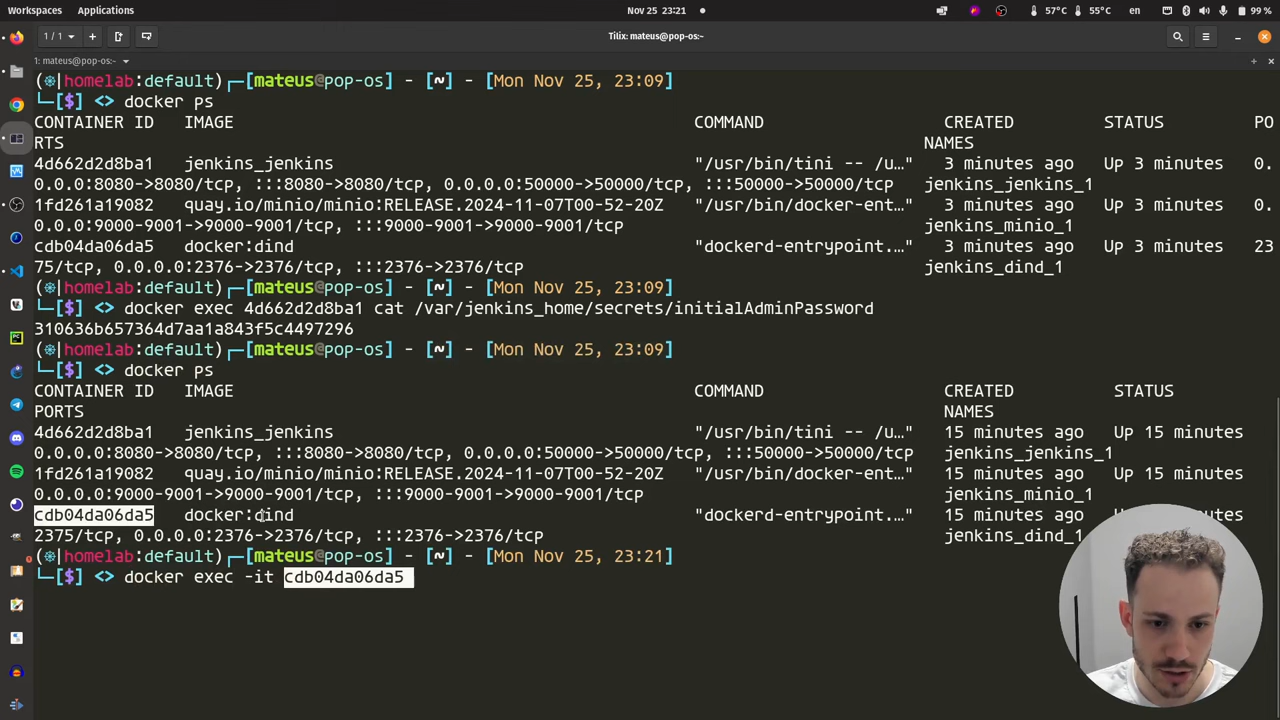 Workspaces Applications Nov 25 23:21 57°C 55°C en 99 %
1 / 1 Tilix: mateus@pop-os:~
1: mateus@pop-os:~
(⎈|homelab:default)┌─[mateus@pop-os] - [~] - [Mon Nov 25, 23:09]
└─[$] <> docker ps
CONTAINER ID IMAGE COMMAND CREATED STATUS PO
RTS NAMES
4d662d2d8ba1 jenkins_jenkins "/usr/bin/tini -- /u…" 3 minutes ago Up 3 minutes 0.
0.0.0:8080->8080/tcp, :::8080->8080/tcp, 0.0.0.0:50000->50000/tcp, :::50000->50000/tcp jenkins_jenkins_1
1fd261a19082 quay.io/minio/minio:RELEASE.2024-11-07T00-52-20Z "/usr/bin/docker-ent…" 3 minutes ago Up 3 minutes 0.
0.0.0:9000-9001->9000-9001/tcp, :::9000-9001->9000-9001/tcp jenkins_minio_1
cdb04da06da5 docker:dind "dockerd-entrypoint.…" 3 minutes ago Up 3 minutes 23
75/tcp, 0.0.0.0:2376->2376/tcp, :::2376->2376/tcp jenkins_dind_1
(⎈|homelab:default)┌─[mateus@pop-os] - [~] - [Mon Nov 25, 23:09]
└─[$] <> docker exec 4d662d2d8ba1 cat /var/jenkins_home/secrets/initialAdminPassword
310636b657364d7aa1a843f5c4497296
(⎈|homelab:default)┌─[mateus@pop-os] - [~] - [Mon Nov 25, 23:09]
└─[$] <> docker ps
CONTAINER ID IMAGE COMMAND CREATED STATUS
PORTS NAMES
4d662d2d8ba1 jenkins_jenkins "/usr/bin/tini -- /u…" 15 minutes ago Up 15 minutes
0.0.0.0:8080->8080/tcp, :::8080->8080/tcp, 0.0.0.0:50000->50000/tcp, :::50000->50000/tcp jenkins_jenkins_1
1fd261a19082 quay.io/minio/minio:RELEASE.2024-11-07T00-52-20Z "/usr/bin/docker-ent…" 15 minutes ago Up 15 minutes
0.0.0.0:9000-9001->9000-9001/tcp, :::9000-9001->9000-9001/tcp jenkins_minio_1
cdb04da06da5 docker:dind "dockerd-entrypoint.…" 15 minutes ago Up 15 minutes
2375/tcp, 0.0.0.0:2376->2376/tcp, :::2376->2376/tcp jenkins_dind_1
(⎈|homelab:default)┌─[mateus@pop-os] - [~] - [Mon Nov 25, 23:21]
└─[$] <> docker exec -it cdb04da06da5